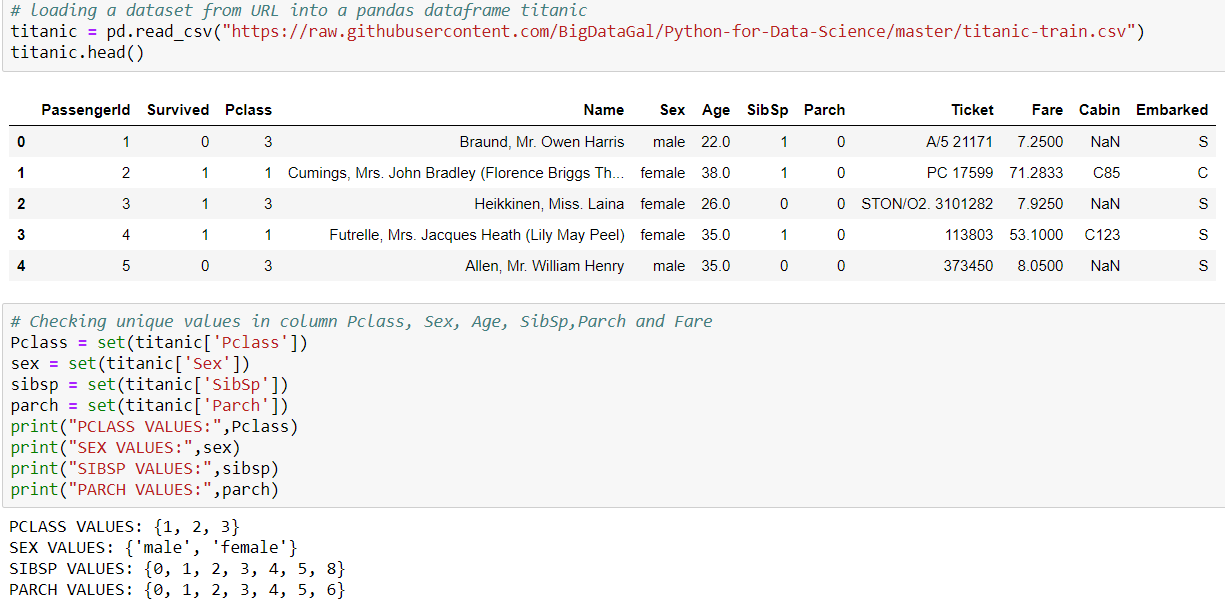 # loading a dataset from URL into a pandas dataframe titanic
titanic = pd.read_csv("https://raw.githubusercontent.com/BigDataGal/Python-for-Data-Science/master/titanic-train.csv")
titanic.head()
PassengerId Survived Pclass Name Sex Age SibSp Parch Ticket Fare Cabin Embarked
0 1 0 3 Braund, Mr. Owen Harris male 22.0 1 0 A/5 21171 7.2500 NaN S
1 2 1 1 Cumings, Mrs. John Bradley (Florence Briggs Th... female 38.0 1 0 PC 17599 71.2833 C85 C
2 3 1 3 Heikkinen, Miss. Laina female 26.0 0 0 STON/O2. 3101282 7.9250 NaN S
3 4 1 1 Futrelle, Mrs. Jacques Heath (Lily May Peel) female 35.0 1 0 113803 53.1000 C123 S
4 5 0 3 Allen, Mr. William Henry male 35.0 0 0 373450 8.0500 NaN S
# Checking unique values in column Pclass, Sex, Age, SibSp,Parch and Fare
Pclass = set(titanic['Pclass'])
sex = set(titanic['Sex'])
sibsp = set(titanic['SibSp'])
parch = set(titanic['Parch'])
print("PCLASS VALUES:",Pclass)
print("SEX VALUES:",sex)
print("SIBSP VALUES:",sibsp)
print("PARCH VALUES:",parch)
PCLASS VALUES: {1, 2, 3}
SEX VALUES: {'male', 'female'}
SIBSP VALUES: {0, 1, 2, 3, 4, 5, 8}
PARCH VALUES: {0, 1, 2, 3, 4, 5, 6}